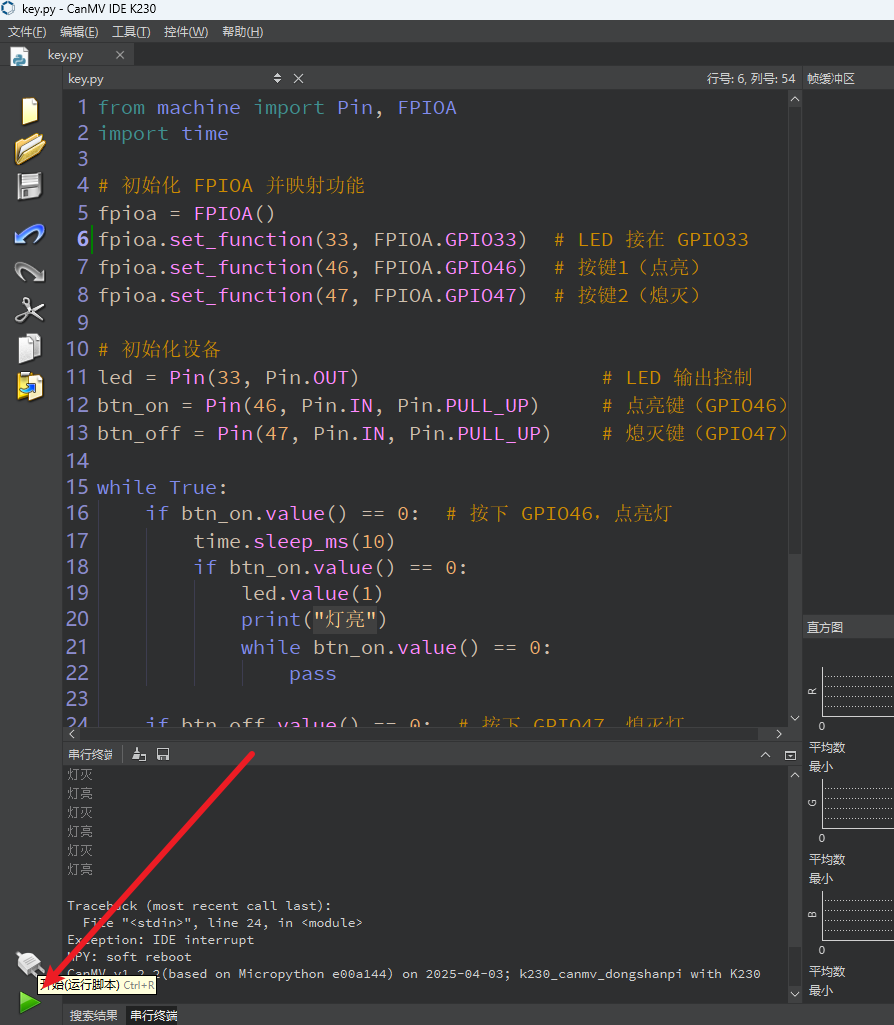 key.py - CanMV IDE K230
文件(F) 编辑(E) 工具(T) 控件(W) 帮助(H)
key.py
key.py 行号: 6, 列号: 54 帧缓冲区
1 from machine import Pin, FPIOA
2 import time
3
4 # 初始化 FPIOA 并映射功能
5 fpioa = FPIOA()
6 fpioa.set_function(33, FPIOA.GPIO33)  # LED 接在 GPIO33
7 fpioa.set_function(46, FPIOA.GPIO46)  # 按键1（点亮）
8 fpioa.set_function(47, FPIOA.GPIO47)  # 按键2（熄灭）
9
10 # 初始化设备
11 led = Pin(33, Pin.OUT)                    # LED 输出控制
12 btn_on = Pin(46, Pin.IN, Pin.PULL_UP)     # 点亮键（GPIO46）
13 btn_off = Pin(47, Pin.IN, Pin.PULL_UP)    # 熄灭键（GPIO47）
14
15 while True:
16     if btn_on.value() == 0:  # 按下 GPIO46，点亮灯
17         time.sleep_ms(10)
18         if btn_on.value() == 0:
19             led.value(1)
20             print("灯亮")
21             while btn_on.value() == 0:
22                 pass
23
24     if btn_off.value() == 0:  # 按下 GPIO47，熄灭灯
串行终端
灯灭
灯亮
灯灭
灯亮
灯灭
灯亮
Traceback (most recent call last):
  File "<stdin>", line 24, in <module>
Exception: IDE interrupt
MPY: soft reboot
CanMV v1.2.2(based on Micropython e00a144) on 2025-04-03; k230_canmv_dongshanpi with K230
开始(运行脚本) Ctrl+R
搜索结果 串行终端
直方图
R
0
平均数
最小
G
0
平均数
最小
B
0
平均数
最小